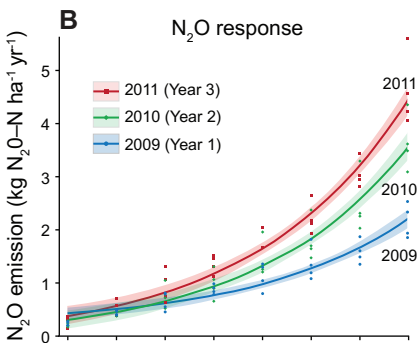 B
N₂O response
N₂O emission (kg N₂0–N ha⁻¹ yr⁻¹)
5
4
3
2
1
0
2011 (Year 3)
2010 (Year 2)
2009 (Year 1)
2011
2010
2009